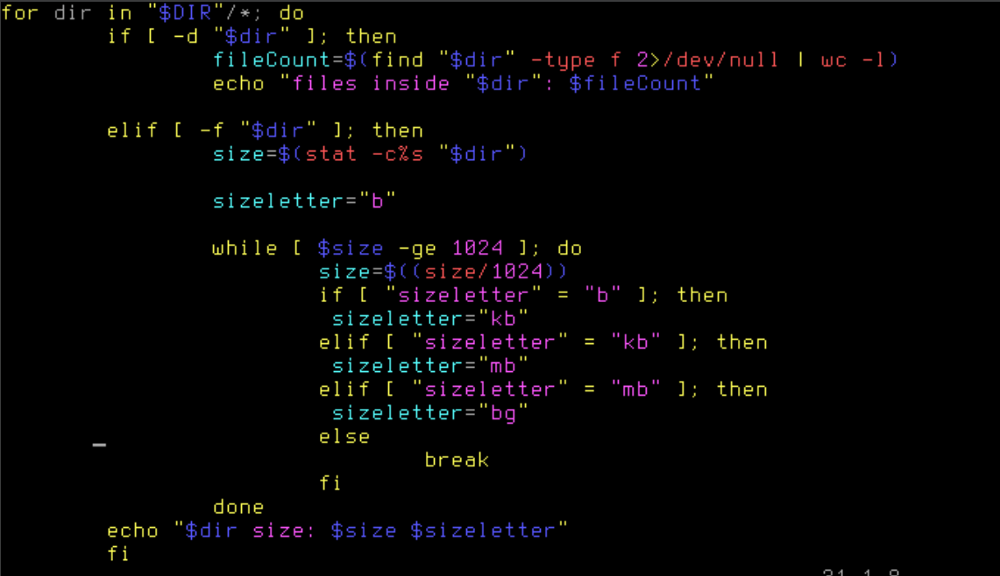 for dir in "$DIR"/*; do
if [ -d "$dir" ]; then
fileCount=$(find "$dir" -type f 2>/dev/null | wc -l)
echo "files inside "$dir": $fileCount"
elif [ -f "$dir" ]; then
size=$(stat -c%s "$dir")
sizeletter="b"
while [ $size -ge 1024 ]; do
size=$((size/1024))
if [ "sizeletter" = "b" ]; then
sizeletter="kb"
elif [ "sizeletter" = "kb" ]; then
sizeletter="mb"
elif [ "sizeletter" = "mb" ]; then
sizeletter="bg"
else
break
fi
done
echo "$dir size: $size $sizeletter"
fi